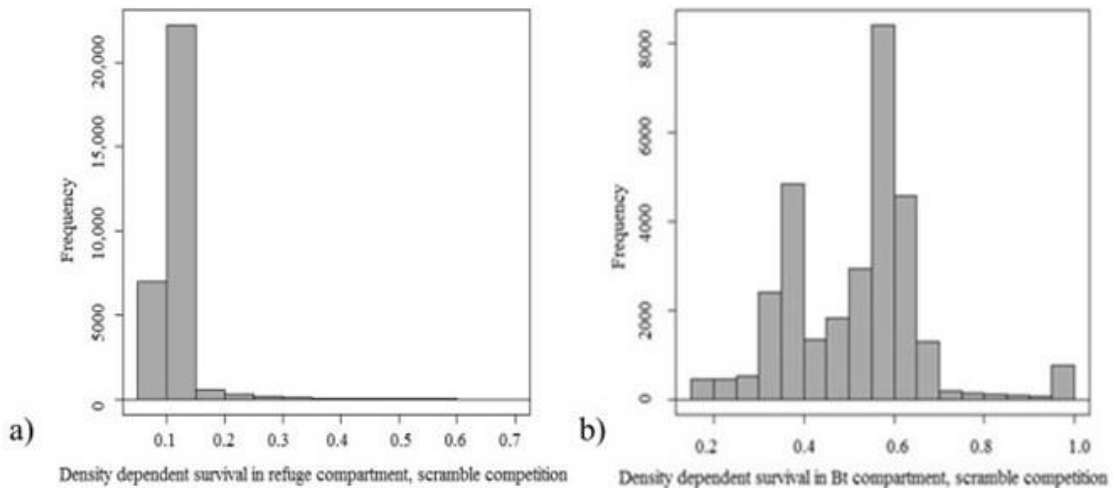 20,000
15,000
10,000
5000
0
Frequency
0.1 0.2 0.3 0.4 0.5 0.6 0.7
a)
Density dependent survival in refuge compartment, scramble competition
8000
6000
4000
2000
0
Frequency
0.2 0.4 0.6 0.8 1.0
b)
Density dependent survival in Bt compartment, scramble competition